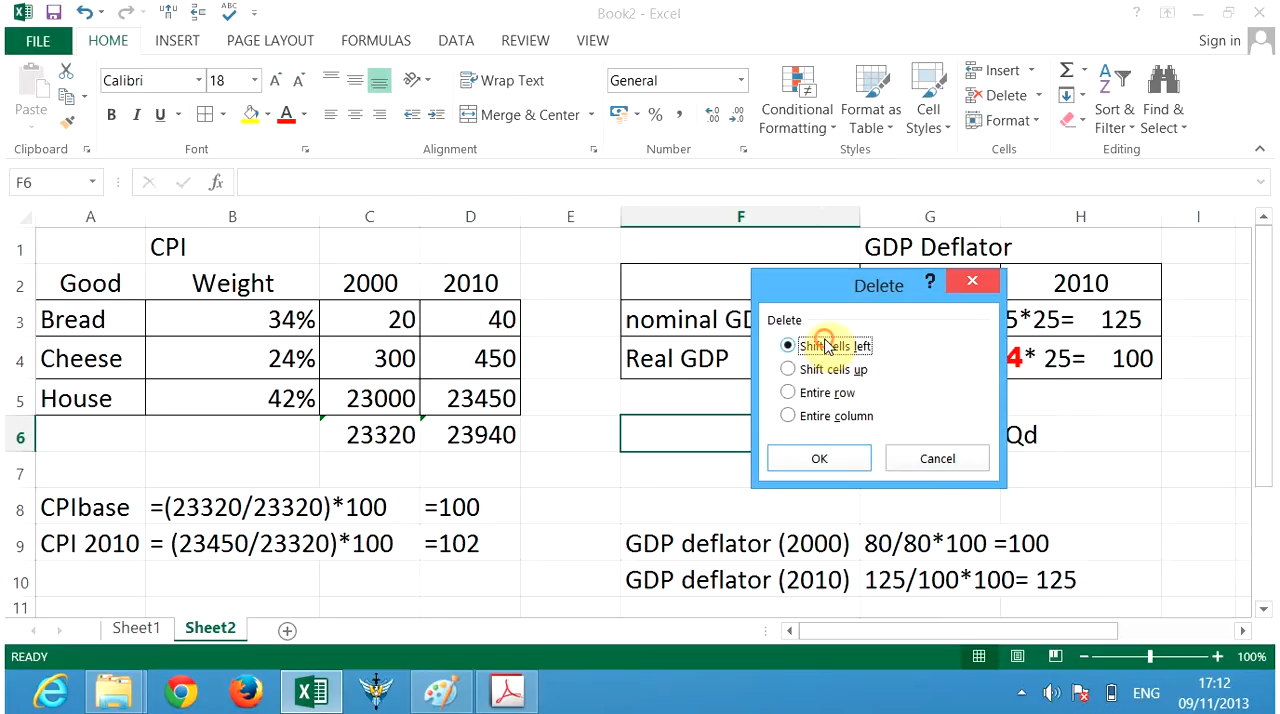 Book2 - Excel
FILE HOME INSERT PAGE LAYOUT FORMULAS DATA REVIEW VIEW Sign in
Paste Calibri 18 Wrap Text General Insert
Merge & Center % Conditional Formatting Format as Table Cell Styles Delete Format Sort & Filter Find & Select
Clipboard Font Alignment Number Styles Cells Editing
F6 fx
A B C D E F G H I
1 CPI GDP Deflator
2 Good Weight 2000 2010 2010
3 Bread 34% 20 40 nominal GD 5*25= 125
4 Cheese 24% 300 450 Real GDP 4* 25= 100
5 House 42% 23000 23450
6 23320 23940 Qd
7
8 CPIbase =(23320/23320)*100 =100
9 CPI 2010 = (23450/23320)*100 =102 GDP deflator (2000) 80/80*100 =100
10 GDP deflator (2010) 125/100*100= 125
11
Delete ?
Delete
Shift cells left
Shift cells up
Entire row
Entire column
OK Cancel
Sheet1 Sheet2
READY 100%
ENG 17:12
09/11/2013